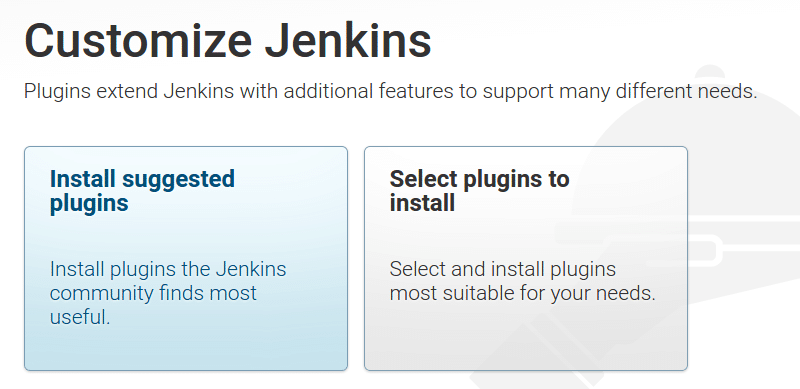 Customize Jenkins
Plugins extend Jenkins with additional features to support many different needs.
Install suggested
plugins
Install plugins the Jenkins
community finds most
useful.
Select plugins to
install
Select and install plugins
most suitable for your needs.